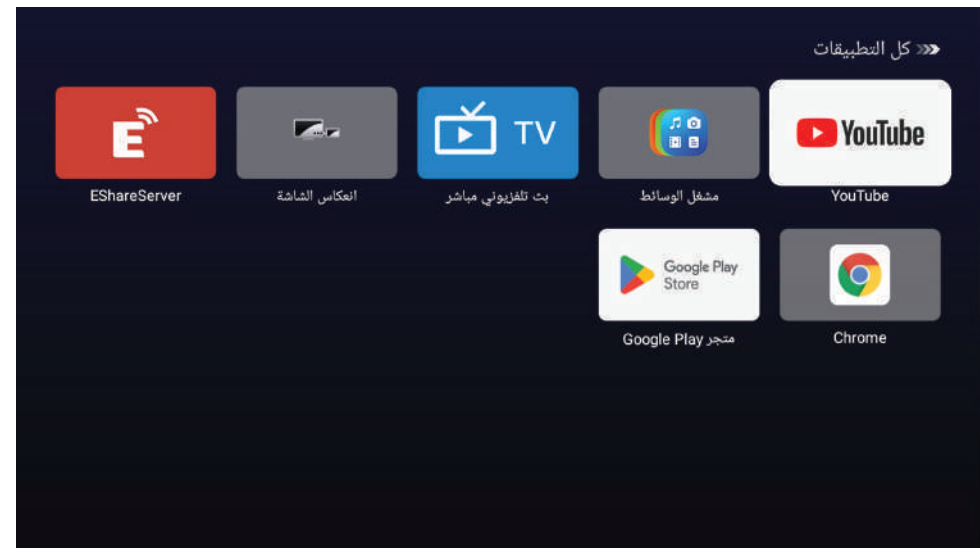 كل التطبيقات
YouTube
TV
E
YouTube
مشغل الوسائط
بث تلفزيوني مباشر
انعكاس الشاشة
EShareServer
Google Play
Store
Chrome
متجر Google Play